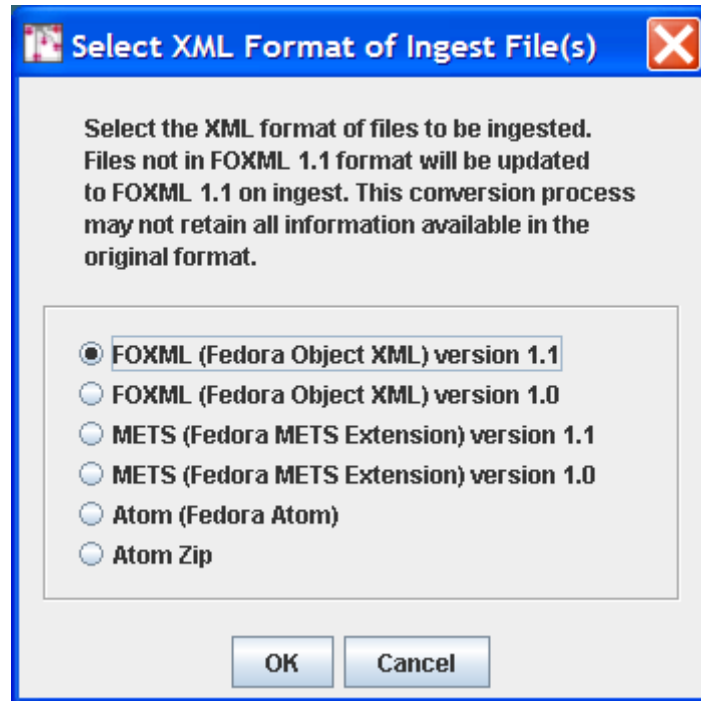 Select XML Format of Ingest File(s)
Select the XML format of files to be ingested.
Files not in FOXML 1.1 format will be updated
to FOXML 1.1 on ingest. This conversion process
may not retain all information available in the
original format.
FOXML (Fedora Object XML) version 1.1
FOXML (Fedora Object XML) version 1.0
METS (Fedora METS Extension) version 1.1
METS (Fedora METS Extension) version 1.0
Atom (Fedora Atom)
Atom Zip
OK Cancel